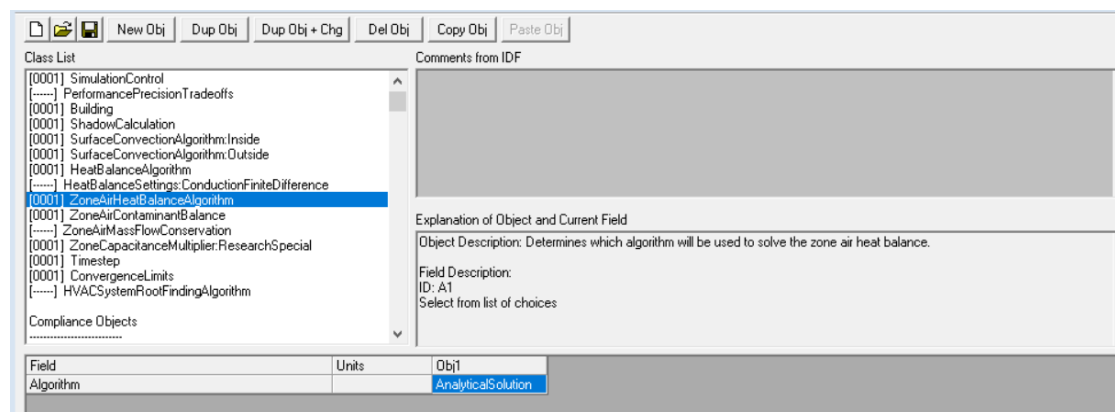 New Obj Dup Obj Dup Obj + Chg Del Obj Copy Obj Paste Obj
Class List
[0001] SimulationControl
[------] PerformancePrecisionTradeoffs
[0001] Building
[0001] ShadowCalculation
[0001] SurfaceConvectionAlgorithm:Inside
[0001] SurfaceConvectionAlgorithm:Outside
[0001] HeatBalanceAlgorithm
[------] HeatBalanceSettings:ConductionFiniteDifference
[0001] ZoneAirHeatBalanceAlgorithm
[0001] ZoneAirContaminantBalance
[------] ZoneAirMassFlowConservation
[0001] ZoneCapacitanceMultiplier:ResearchSpecial
[0001] Timestep
[0001] ConvergenceLimits
[------] HVACSystemRootFindingAlgorithm
Compliance Objects
--------------------------
Comments from IDF
Explanation of Object and Current Field
Object Description: Determines which algorithm will be used to solve the zone air heat balance.
Field Description:
ID: A1
Select from list of choices
Field Units Obj1
Algorithm AnalyticalSolution